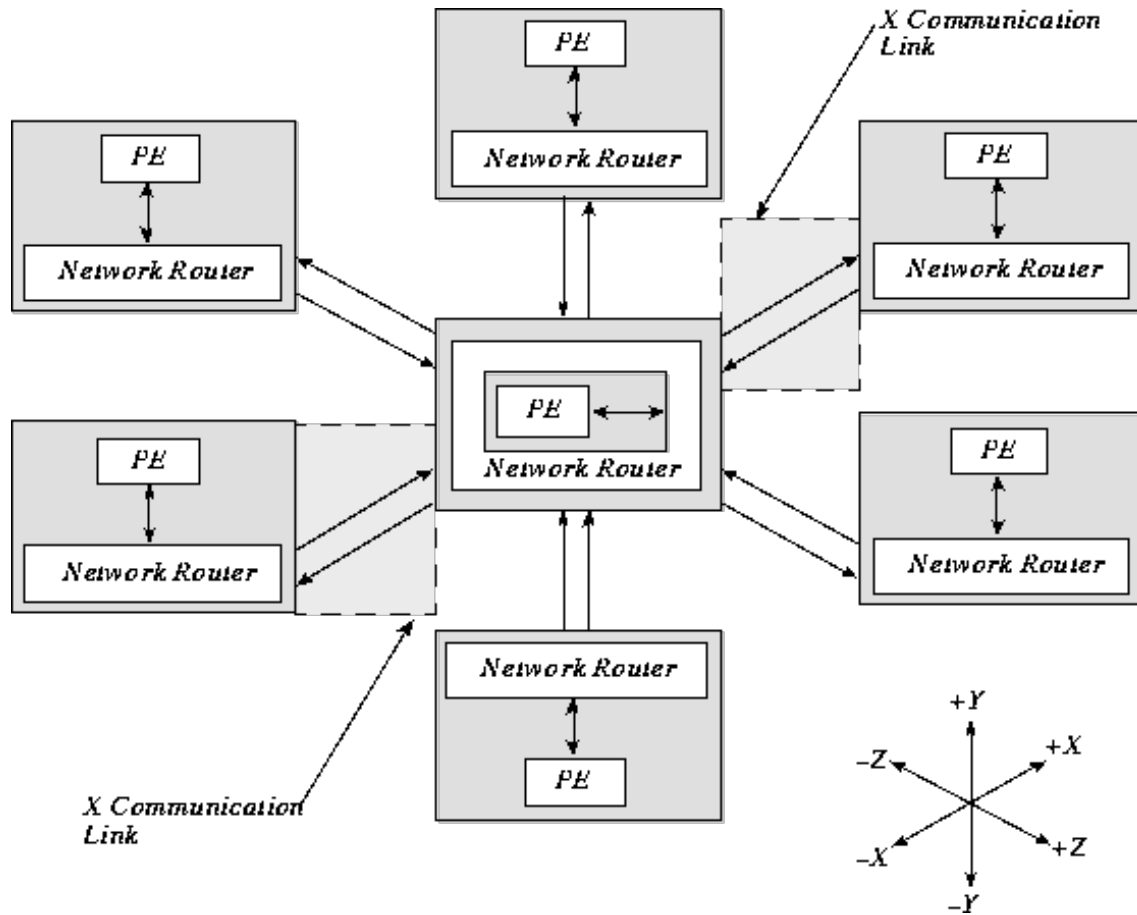 X Communication
Link
PE
Network Router
PE
Network Router
PE
Network Router
PE
Network Router
PE
Network Router
PE
Network Router
Network Router
PE
+Y
-Z
+X
-X
+Z
-Y
X Communication
Link